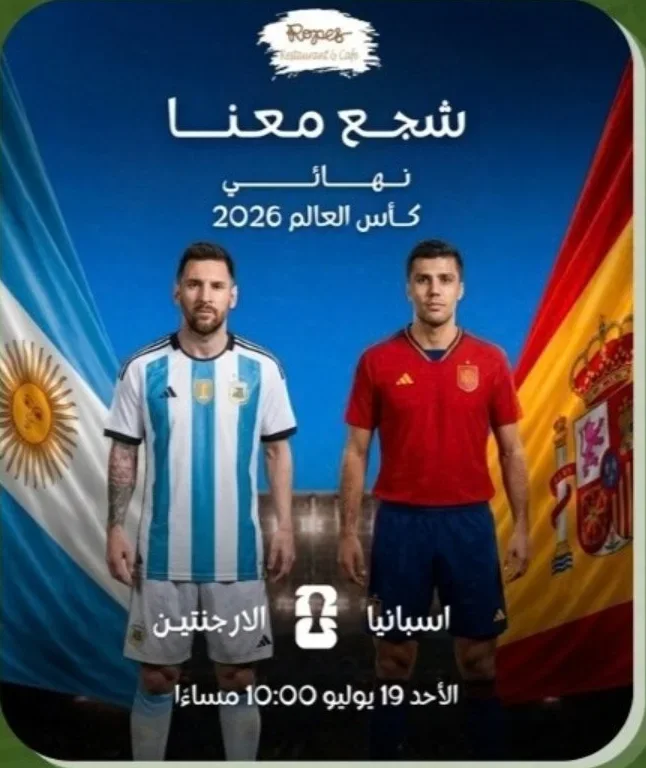 Ropes
Restaurant & Cafe
شجع معنا
نهائي
كأس العالم 2026
اسبانيا
الارجنتين
الأحد 19 يوليو 10:00 مساءًا